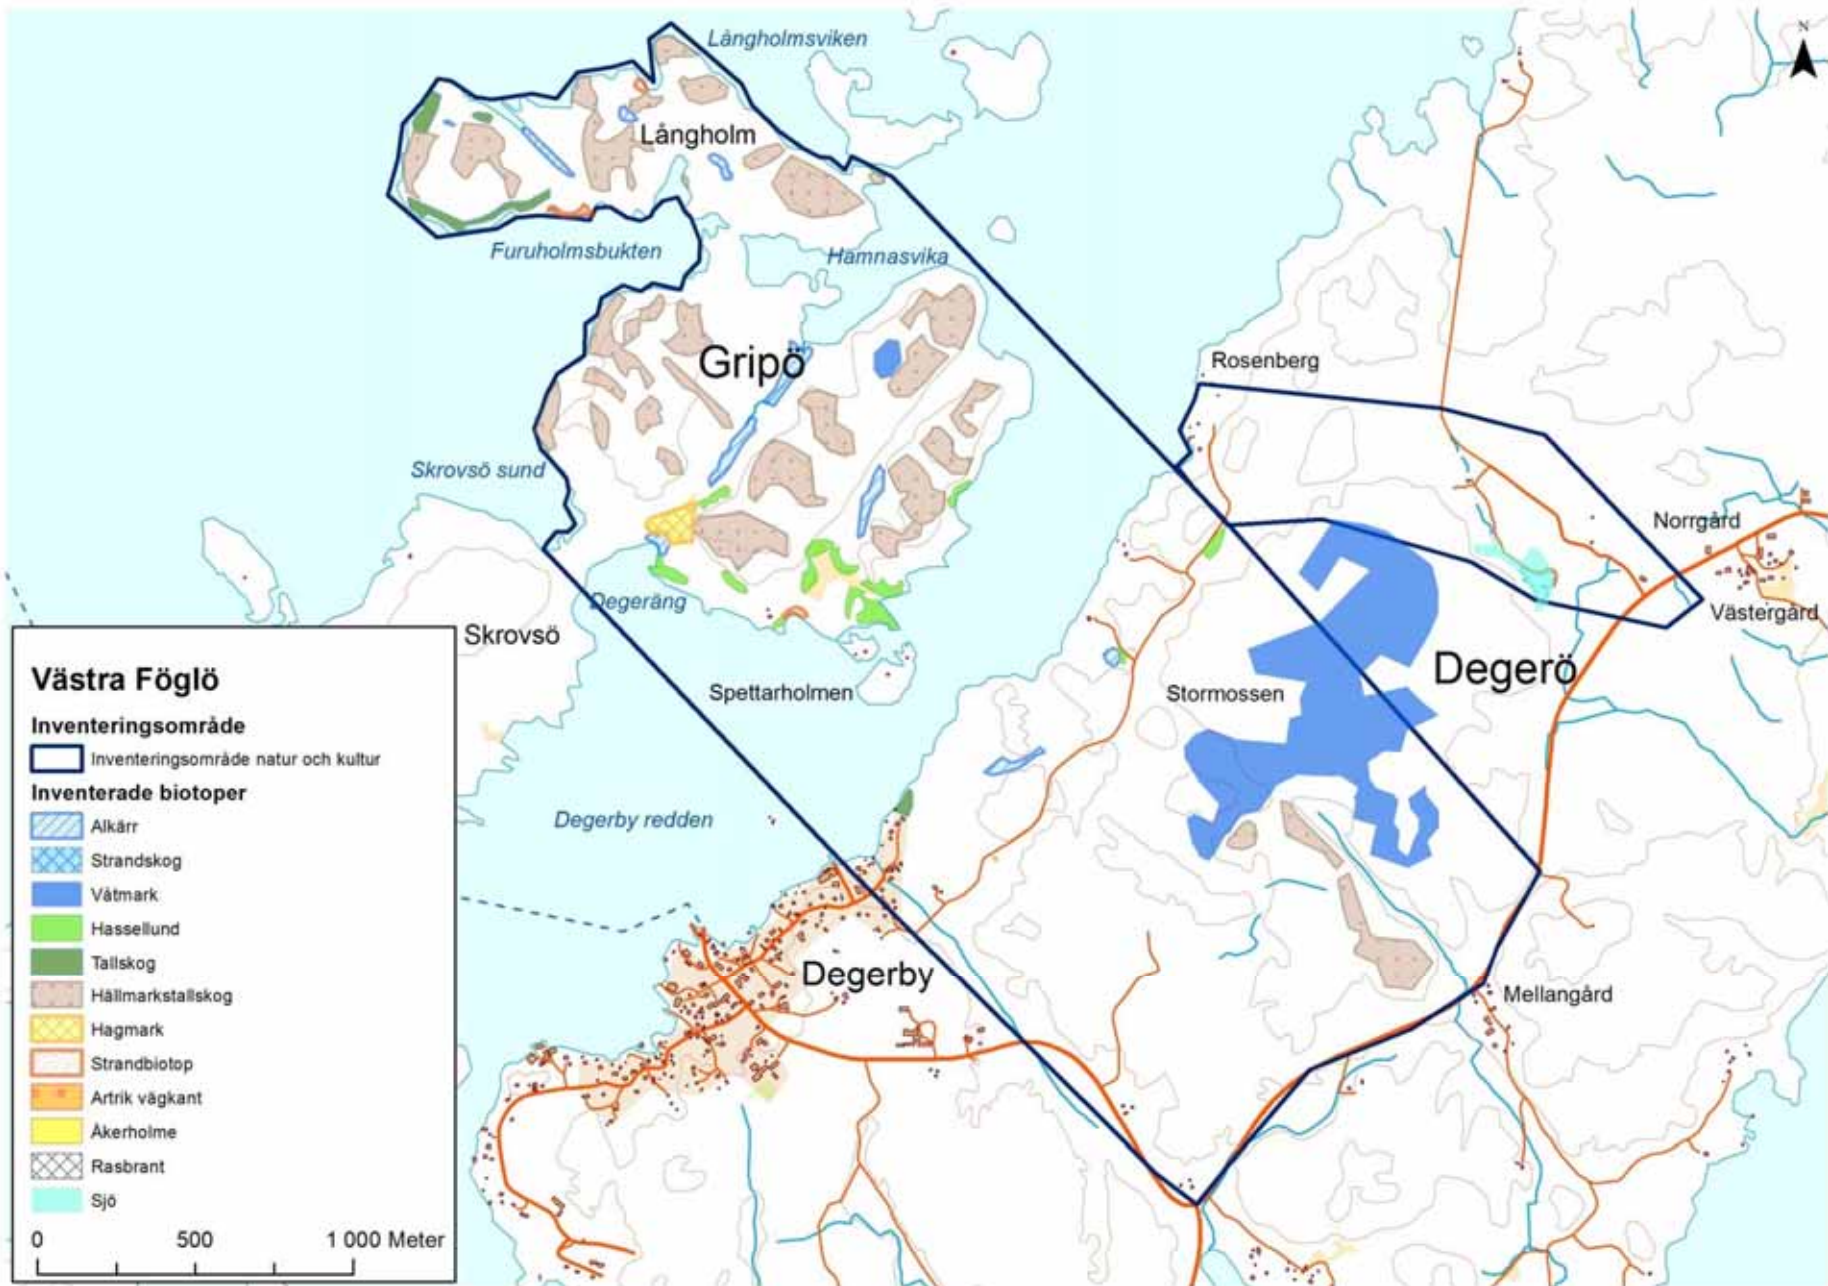 Långholmsviken
N
Långholm
Furuholmsbukten
Hamnasvika
Gripö
Rosenberg
Skrovsö sund
Norrgård
Degeräng
Västergård
Skrovsö
Degerö
Spettarholmen
Stormossen
Degerby redden
Degerby
Mellangård
Västra Föglö
Inventeringsområde
Inventeringsområde natur och kultur
Inventerade biotoper
Alkärr
Strandskog
Våtmark
Hassellund
Tallskog
Hällmarkstallskog
Hagmark
Strandbiotop
Artrik vägkant
Åkerholme
Rasbrant
Sjö
0 500 1 000 Meter